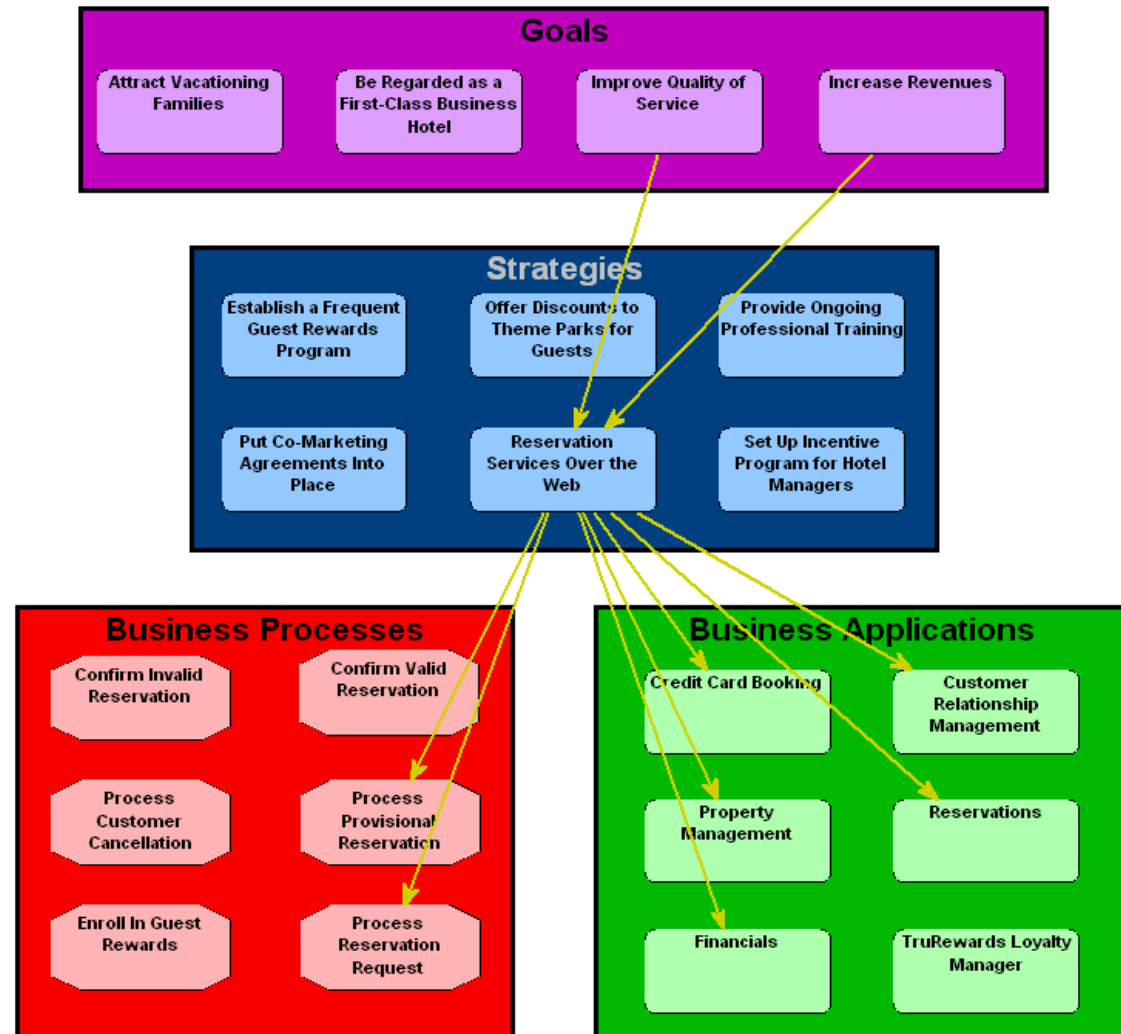 Goals
Attract Vacationing
Families
Be Regarded as a
First-Class Business
Hotel
Improve Quality of
Service
Increase Revenues
Strategies
Establish a Frequent
Guest Rewards
Program
Offer Discounts to
Theme Parks for
Guests
Provide Ongoing
Professional Training
Put Co-Marketing
Agreements Into
Place
Reservation
Services Over the
Web
Set Up Incentive
Program for Hotel
Managers
Business Processes
Confirm Invalid
Reservation
Confirm Valid
Reservation
Process
Customer
Cancellation
Process
Provisional
Reservation
Enroll In Guest
Rewards
Process
Reservation
Request
Business Applications
Credit Card Booking
Customer
Relationship
Management
Property
Management
Reservations
Financials
TruRewards Loyalty
Manager